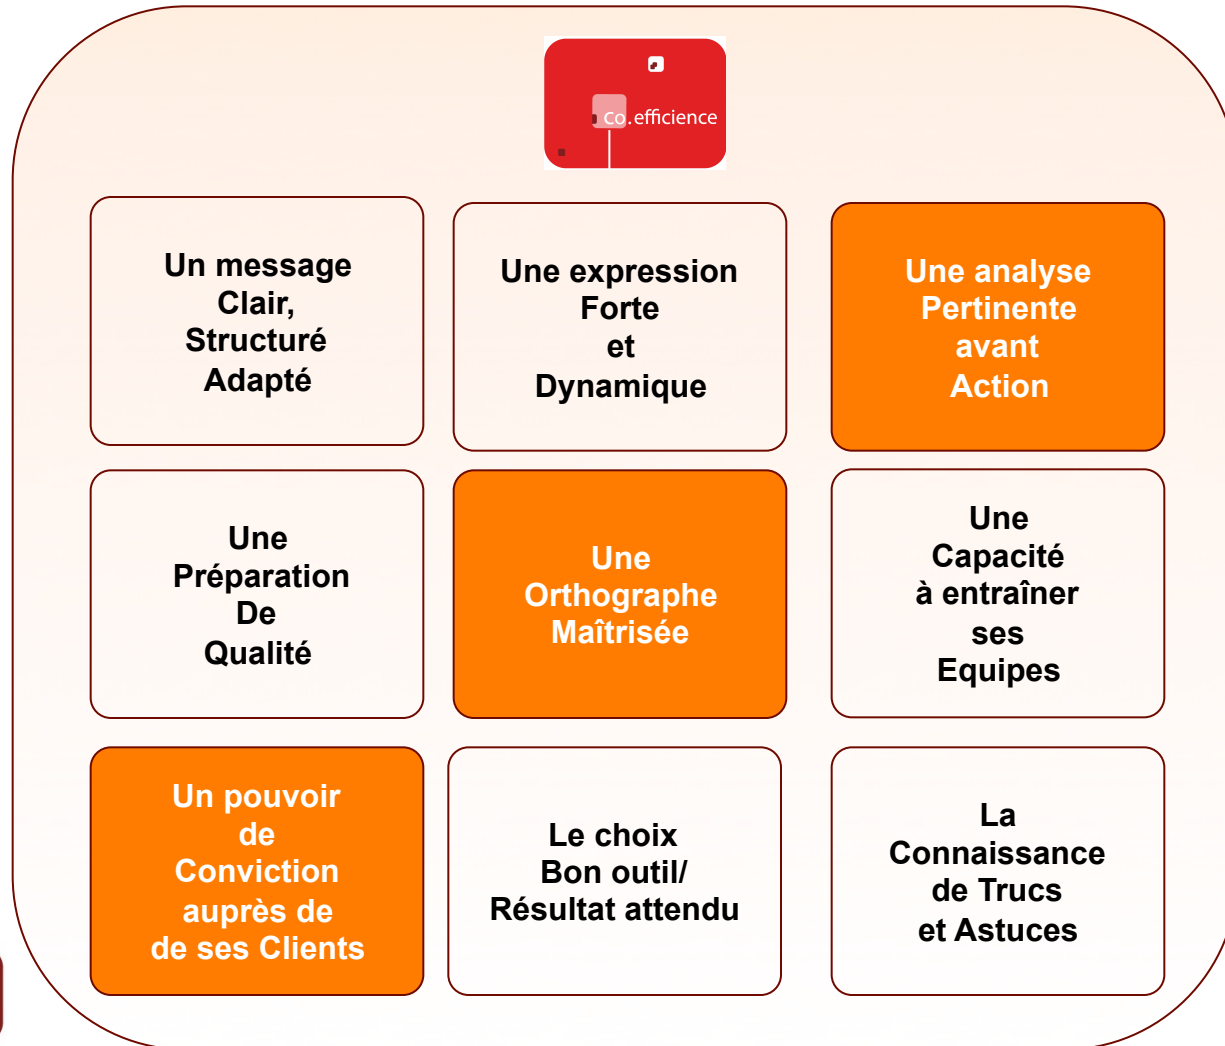 co.efficience
Un message
Clair,
Structuré
Adapté
Une expression
Forte
et
Dynamique
Une analyse
Pertinente
avant
Action
Une
Préparation
De
Qualité
Une
Orthographe
Maîtrisée
Une
Capacité
à entraîner
ses
Equipes
Un pouvoir
de
Conviction
auprès de
de ses Clients
Le choix
Bon outil/
Résultat attendu
La
Connaissance
de Trucs
et Astuces